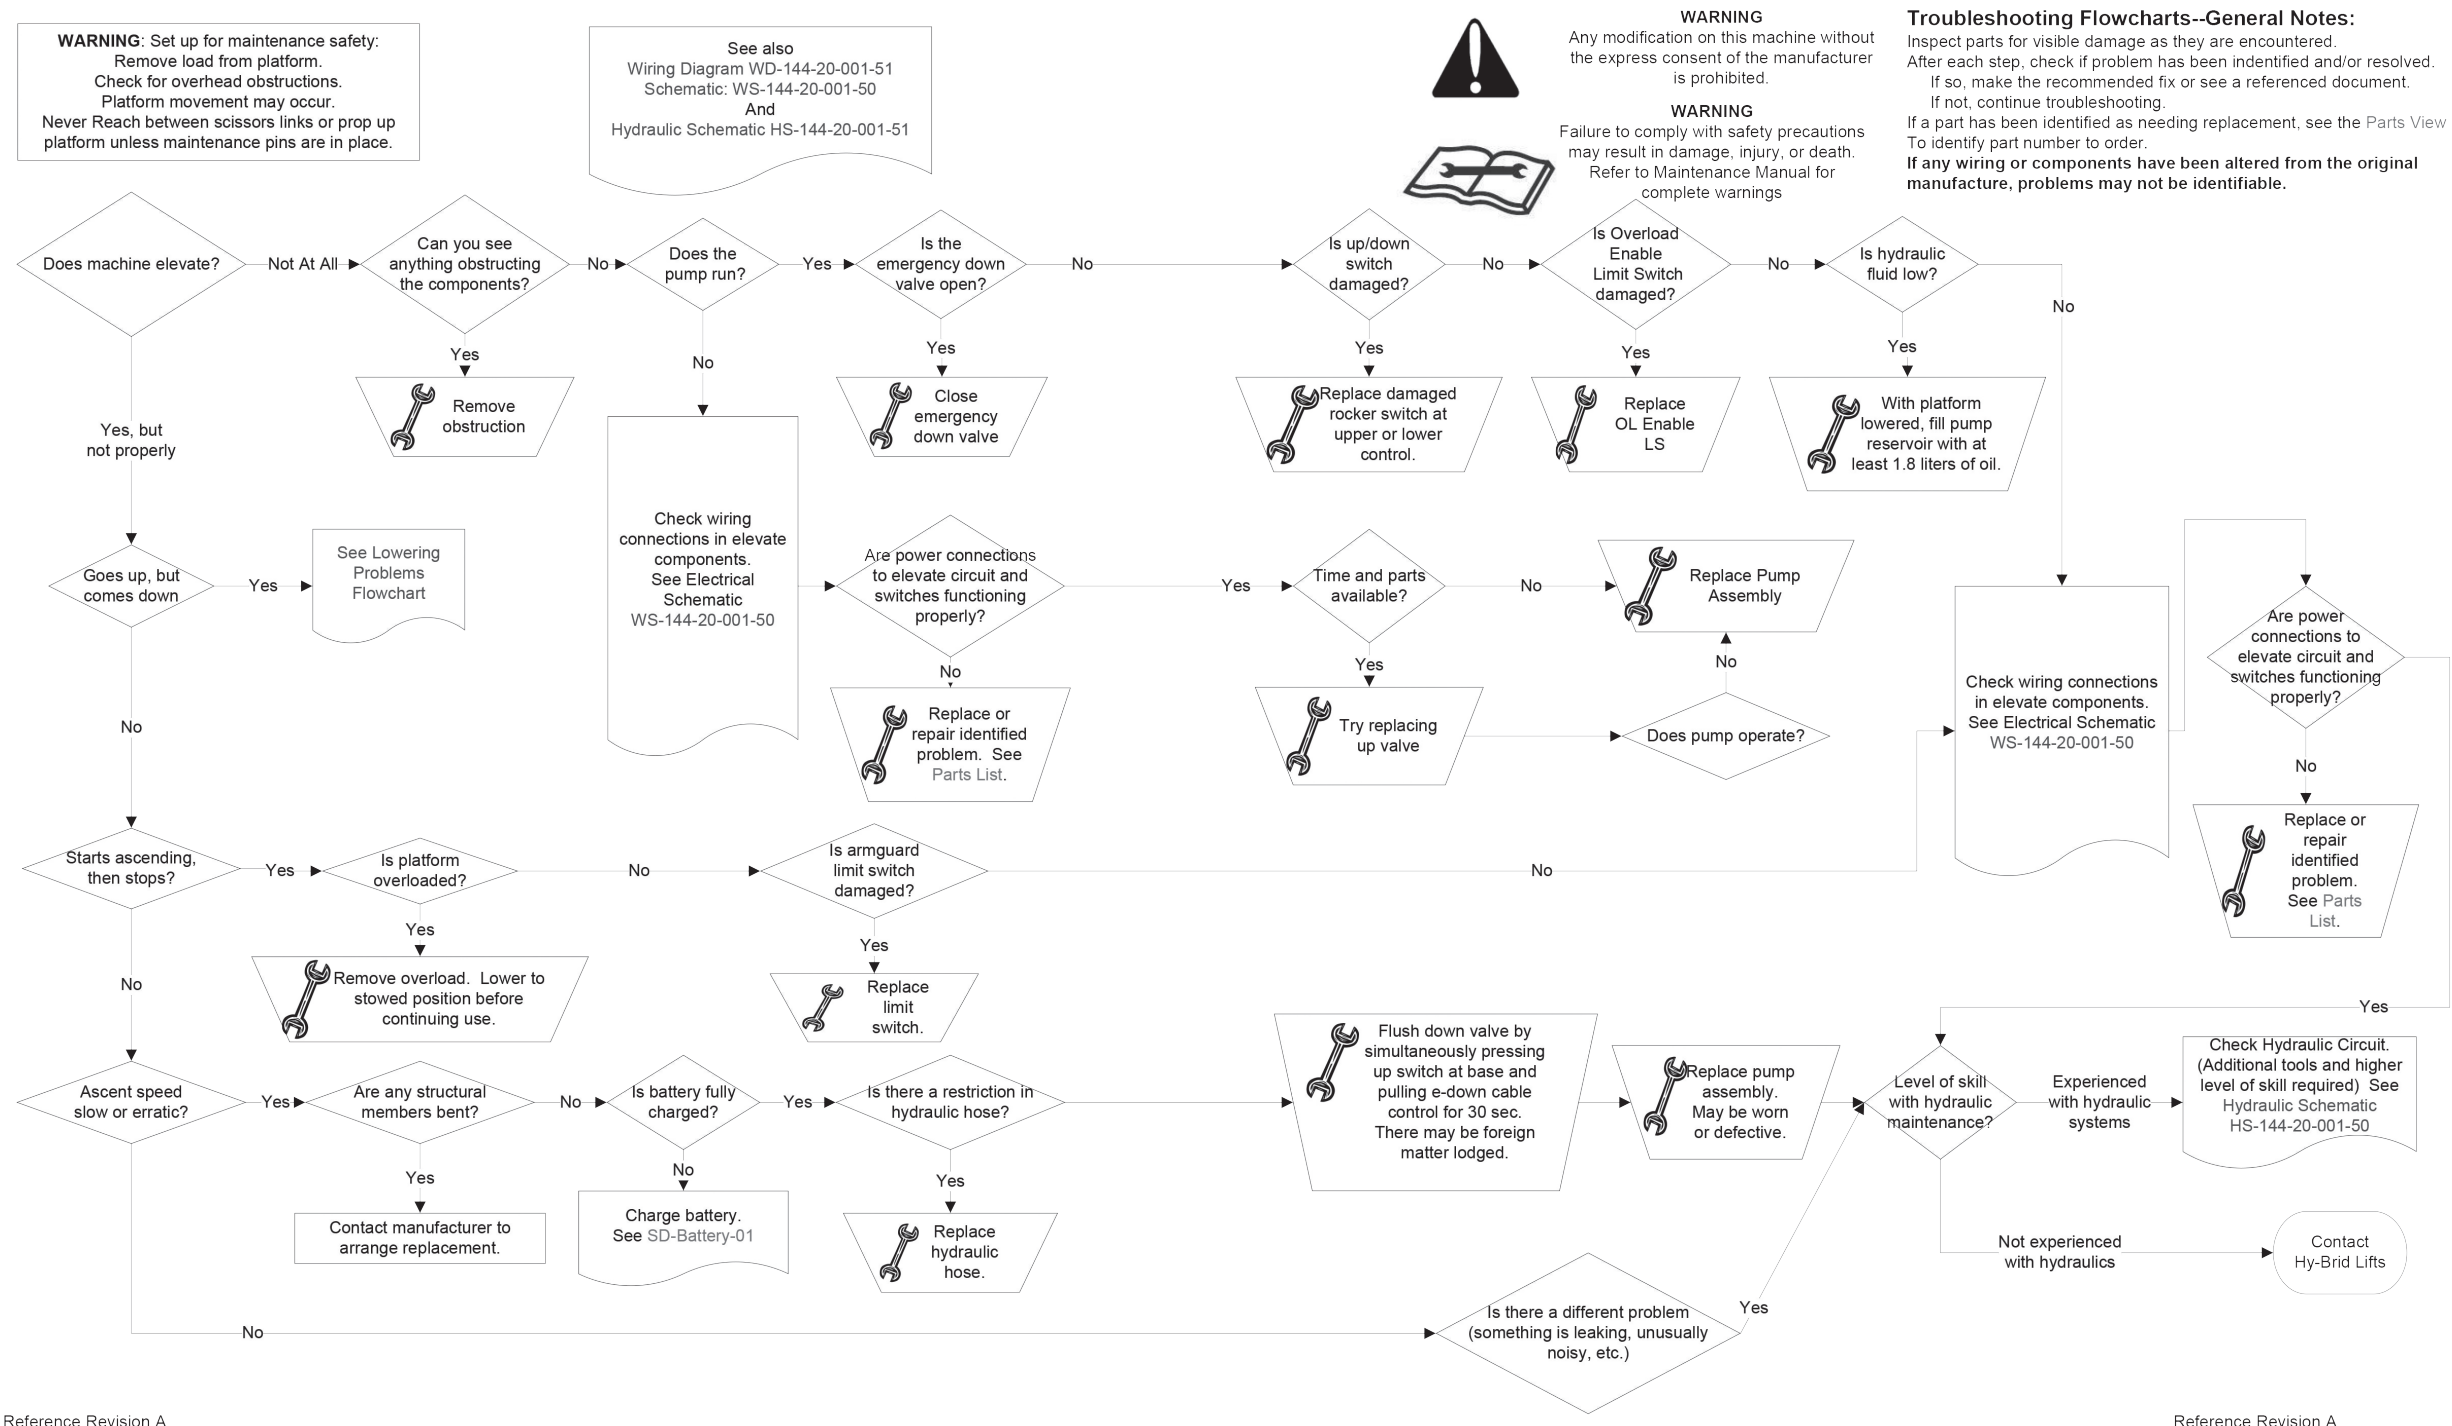 WARNING: Set up for maintenance safety:
Remove load from platform.
Check for overhead obstructions.
Platform movement may occur.
Never Reach between scissors links or prop up
platform unless maintenance pins are in place.
See also
Wiring Diagram WD-144-20-001-51
Schematic: WS-144-20-001-50
And
Hydraulic Schematic HS-144-20-001-51
WARNING
Any modification on this machine without
the express consent of the manufacturer
is prohibited.
WARNING
Failure to comply with safety precautions
may result in damage, injury, or death.
Refer to Maintenance Manual for
complete warnings
Troubleshooting Flowcharts--General Notes:
Inspect parts for visible damage as they are encountered.
After each step, check if problem has been indentified and/or resolved.
If so, make the recommended fix or see a referenced document.
If not, continue troubleshooting.
If a part has been identified as needing replacement, see the Parts View
To identify part number to order.
If any wiring or components have been altered from the original
manufacture, problems may not be identifiable.
Does machine elevate?
Not At All
Can you see
anything obstructing
the components?
No
Does the
pump run?
Yes
Is the
emergency down
valve open?
No
Is up/down
switch
damaged?
No
Is Overload
Enable
Limit Switch
damaged?
No
Is hydraulic
fluid low?
No
Yes
Remove
obstruction
No
Yes
Close
emergency
down valve
Yes
Replace damaged
rocker switch at
upper or lower
control.
Yes
Replace
OL Enable
LS
Yes
With platform
lowered, fill pump
reservoir with at
least 1.8 liters of oil.
Yes, but
not properly
Goes up, but
comes down
Yes
See Lowering
Problems
Flowchart
Check wiring
connections in elevate
components.
See Electrical
Schematic
WS-144-20-001-50
Are power connections
to elevate circuit and
switches functioning
properly?
Yes
Time and parts
available?
No
Replace Pump
Assembly
No
Replace or
repair identified
problem. See
Parts List.
Yes
Try replacing
up valve
Does pump operate?
No
Check wiring connections
in elevate components.
See Electrical Schematic
WS-144-20-001-50
Are power
connections to
elevate circuit and
switches functioning
properly?
No
Replace or
repair
identified
problem.
See Parts
List.
Yes
No
Starts ascending,
then stops?
Yes
Is platform
overloaded?
No
Is armguard
limit switch
damaged?
No
Yes
Remove overload. Lower to
stowed position before
continuing use.
Yes
Replace
limit
switch.
No
Ascent speed
slow or erratic?
Yes
Are any structural
members bent?
No
Is battery fully
charged?
Yes
Is there a restriction in
hydraulic hose?
Flush down valve by
simultaneously pressing
up switch at base and
pulling e-down cable
control for 30 sec.
There may be foreign
matter lodged.
Replace pump
assembly.
May be worn
or defective.
Level of skill
with hydraulic
maintenance?
Experienced
with hydraulic
systems
Check Hydraulic Circuit.
(Additional tools and higher
level of skill required) See
Hydraulic Schematic
HS-144-20-001-50
Yes
Contact manufacturer to
arrange replacement.
No
Charge battery.
See SD-Battery-01
Yes
Replace
hydraulic
hose.
Not experienced
with hydraulics
Contact
Hy-Brid Lifts
No
Is there a different problem
(something is leaking, unusually
noisy, etc.)
Yes
Reference Revision A
Reference Revision A